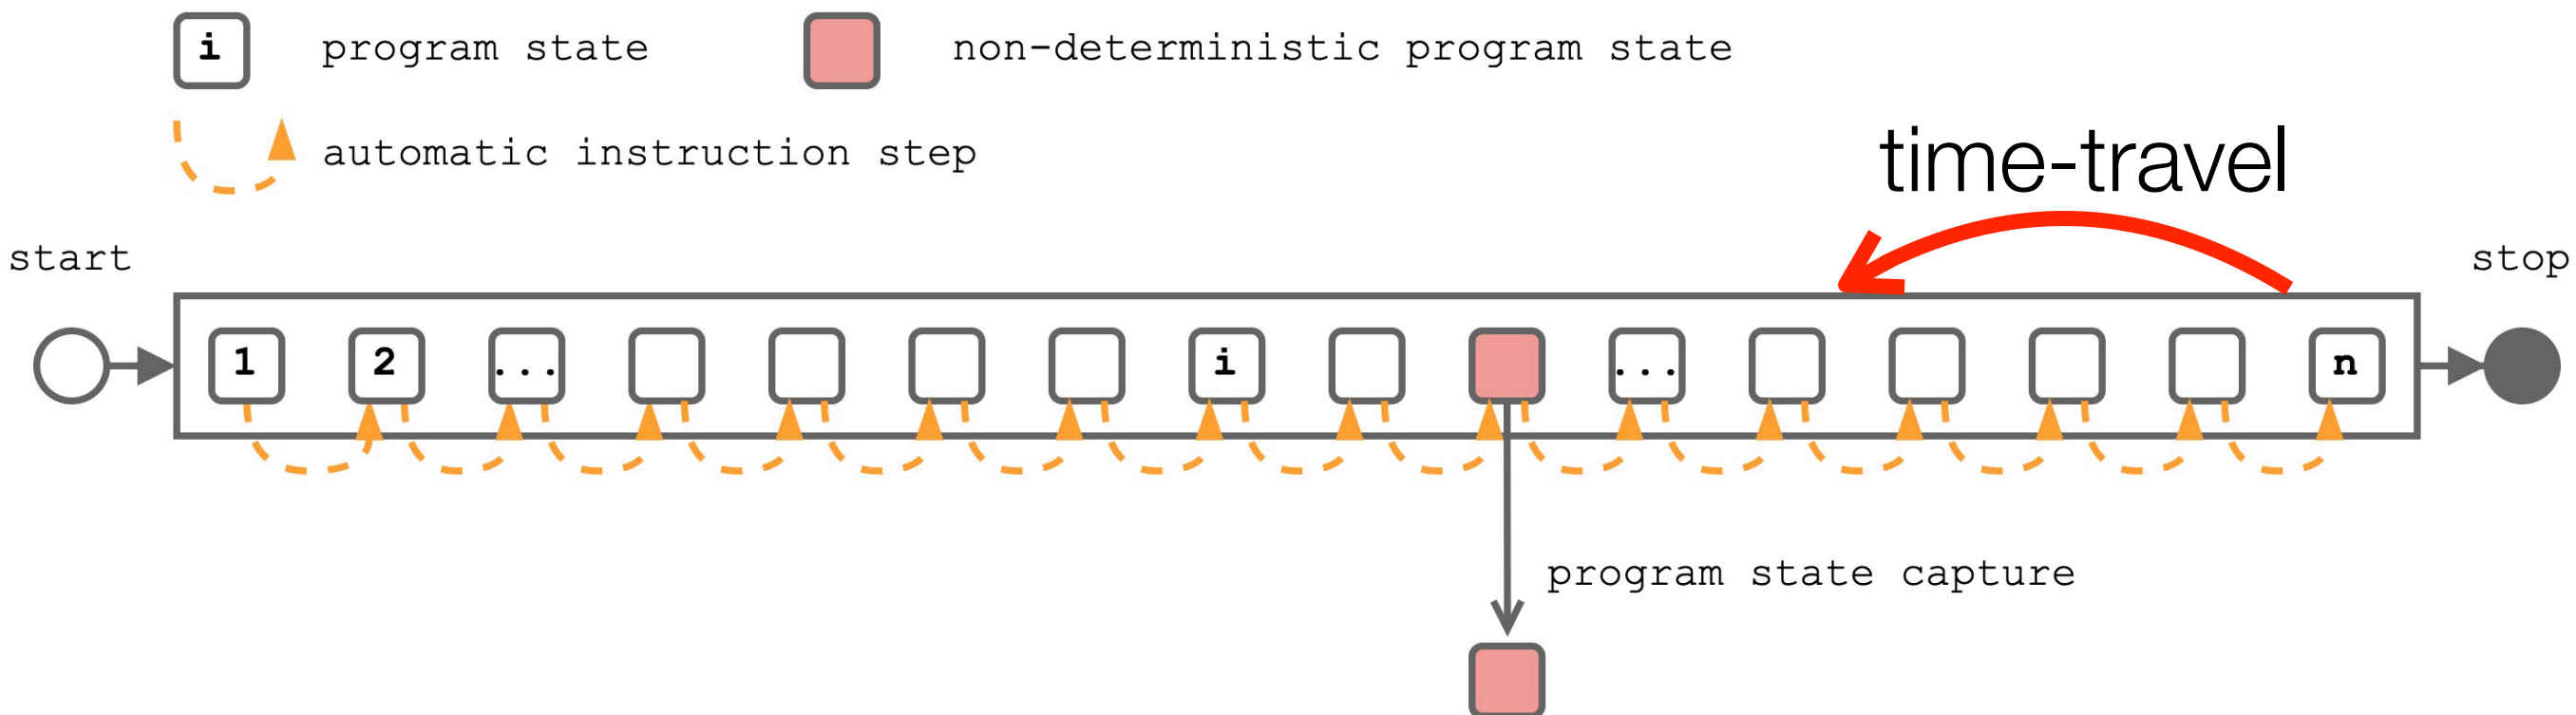 i program state non-deterministic program state
automatic instruction step
time-travel
start stop
1 2 ... i ... n
program state capture